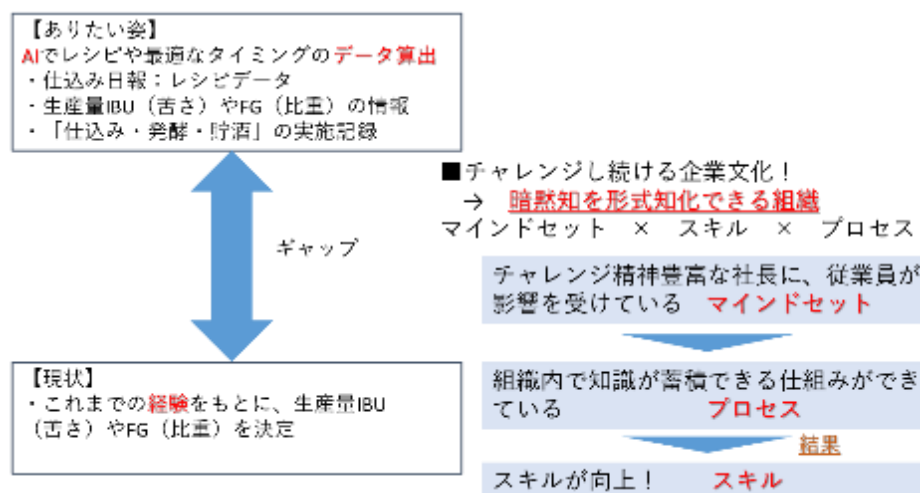 【ありたい姿】
AIでレシピや最適なタイミングのデータ算出
・仕込み日報：レシピデータ
・生産量IBU（苦さ）やFG（比重）の情報
・「仕込み・発酵・貯酒」の実施記録
ギャップ
【現状】
・これまでの経験をもとに、生産量IBU
（苦さ）やFG（比重）を決定
■チャレンジし続ける企業文化！
→ 暗黙知を形式知化できる組織
マインドセット × スキル × プロセス
チャレンジ精神豊富な社長に、従業員が
影響を受けている マインドセット
組織内で知識が蓄積できる仕組みができ
ている プロセス
結果
スキルが向上！ スキル